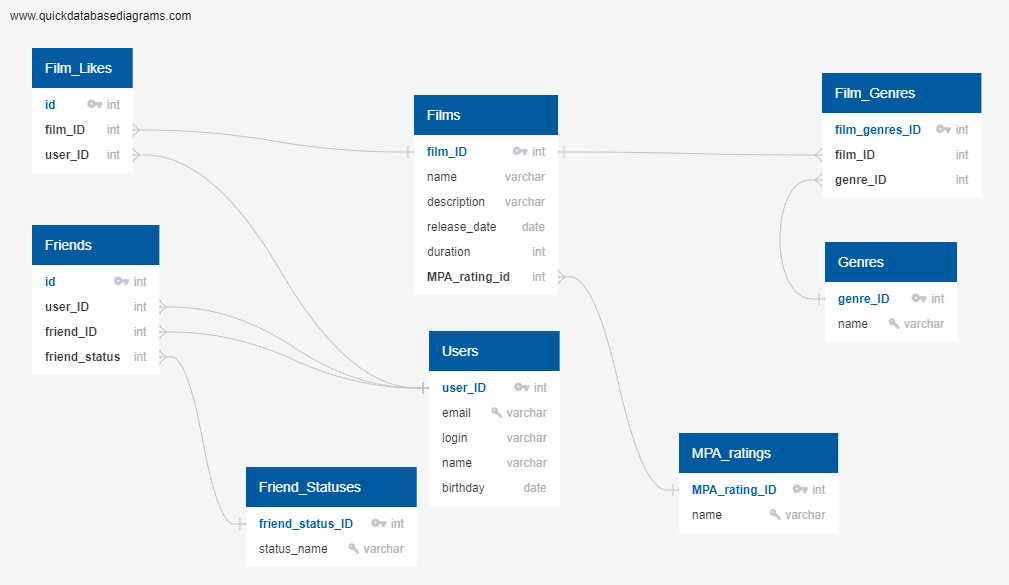 www.quickdatabasediagrams.com
Film_Likes
id int
film_ID int
user_ID int
Friends
id int
user_ID int
friend_ID int
friend_status int
Friend_Statuses
friend_status_ID int
status_name varchar
Films
film_ID int
name varchar
description varchar
release_date date
duration int
MPA_rating_id int
Users
user_ID int
email varchar
login varchar
name varchar
birthday date
MPA_ratings
MPA_rating_ID int
name varchar
Film_Genres
film_genres_ID int
film_ID int
genre_ID int
Genres
genre_ID int
name varchar